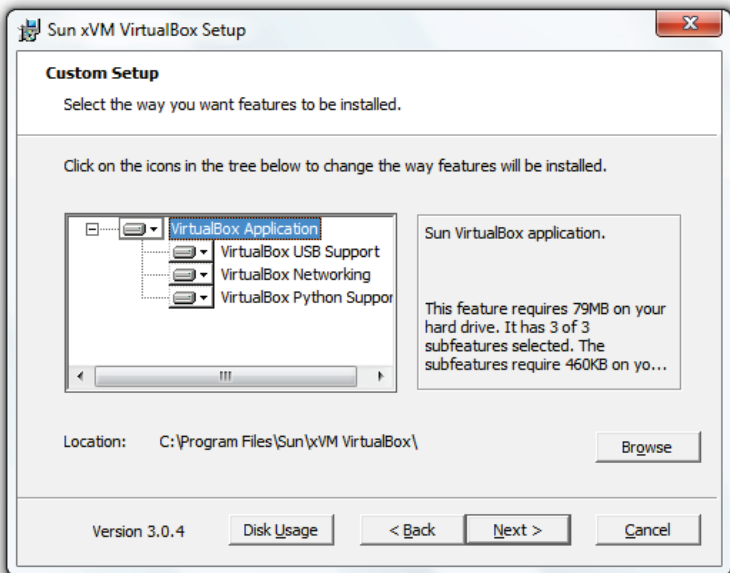 Sun xVM VirtualBox Setup
Custom Setup
Select the way you want features to be installed.
Click on the icons in the tree below to change the way features will be installed.
VirtualBox Application
VirtualBox USB Support
VirtualBox Networking
VirtualBox Python Suppor
Sun VirtualBox application.
This feature requires 79MB on your
hard drive. It has 3 of 3
subfeatures selected. The
subfeatures require 460KB on yo...
Location: C:\Program Files\Sun\xVM VirtualBox\
Browse
Version 3.0.4 Disk Usage < Back Next > Cancel